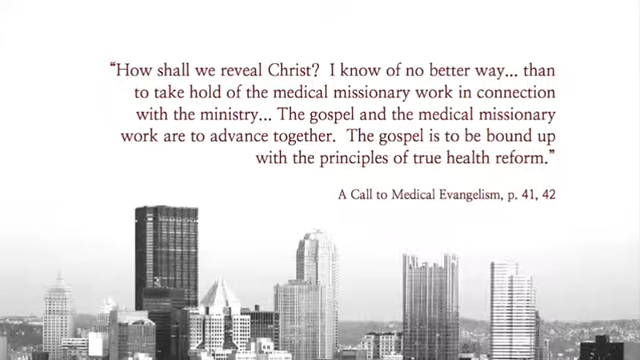 “How shall we reveal Christ? I know of no better way... than
to take hold of the medical missionary work in connection
with the ministry... The gospel and the medical missionary
work are to advance together. The gospel is to be bound up
with the principles of true health reform.”
A Call to Medical Evangelism, p. 41, 42